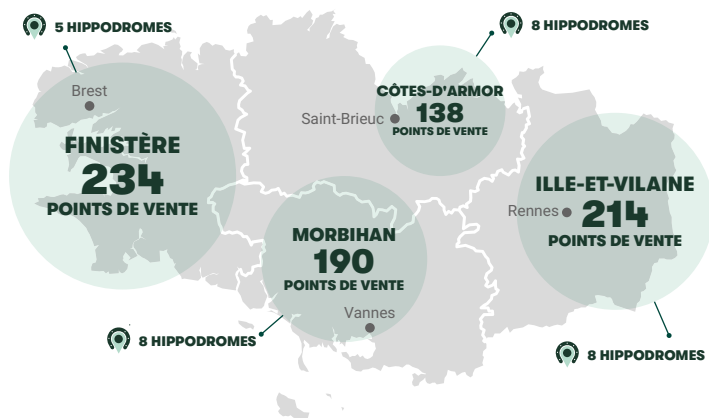 5 HIPPODROMES
8 HIPPODROMES
Brest
FINISTÈRE
234
POINTS DE VENTE
CÔTES-D'ARMOR
Saint-Brieuc
138
POINTS DE VENTE
ILLE-ET-VILAINE
Rennes
214
POINTS DE VENTE
MORBIHAN
190
POINTS DE VENTE
Vannes
8 HIPPODROMES
8 HIPPODROMES